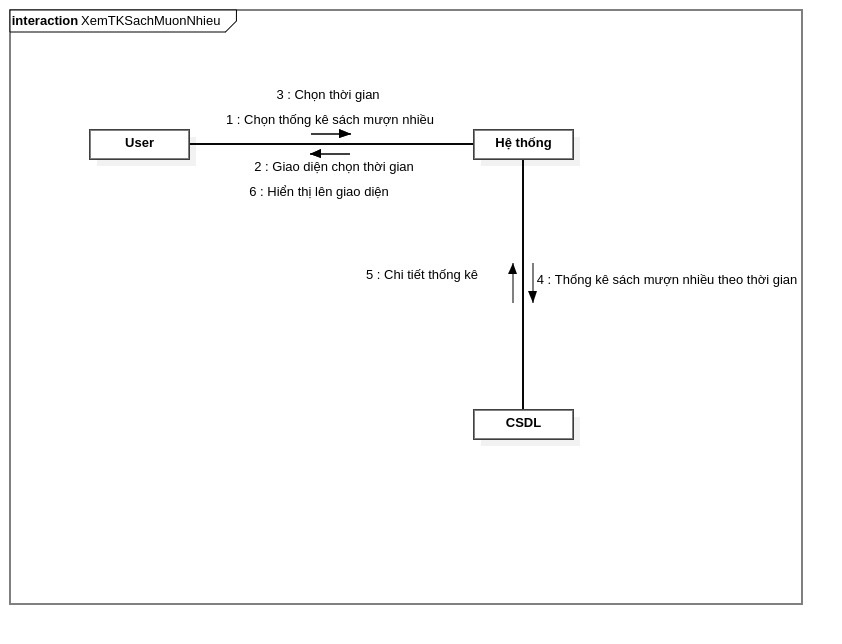 interaction XemTKSachMuonNhieu
3 : Chọn thời gian
1 : Chọn thống kê sách mượn nhiều
User
Hệ thống
2 : Giao diện chọn thời gian
6 : Hiển thị lên giao diện
5 : Chi tiết thống kê
4 : Thống kê sách mượn nhiều theo thời gian
CSDL